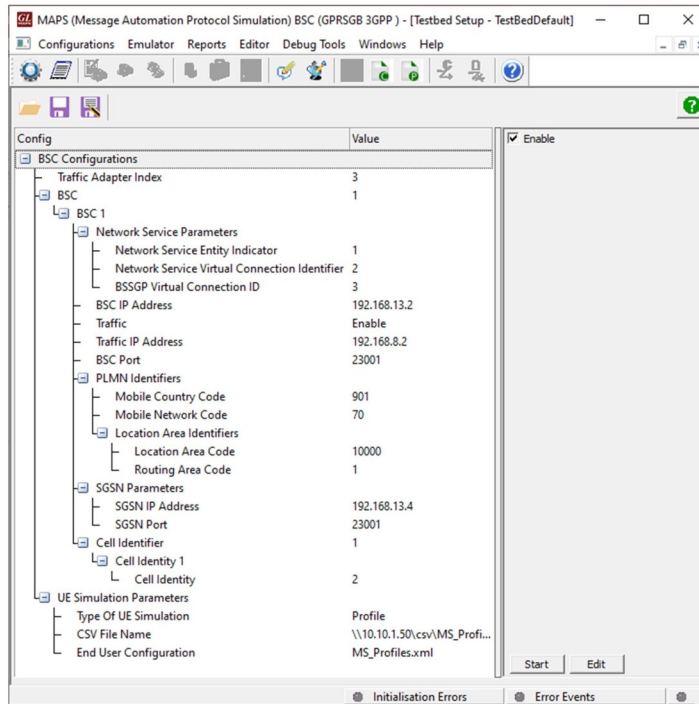 GL MAPS (Message Automation Protocol Simulation) BSC (GPRSGB 3GPP ) - [Testbed Setup - TestBedDefault]
Configurations Emulator Reports Editor Debug Tools Windows Help
Config Value
Enable
BSC Configurations
Traffic Adapter Index 3
BSC 1
BSC 1
Network Service Parameters
Network Service Entity Indicator 1
Network Service Virtual Connection Identifier 2
BSSGP Virtual Connection ID 3
BSC IP Address 192.168.13.2
Traffic Enable
Traffic IP Address 192.168.8.2
BSC Port 23001
PLMN Identifiers
Mobile Country Code 901
Mobile Network Code 70
Location Area Identifiers
Location Area Code 10000
Routing Area Code 1
SGSN Parameters
SGSN IP Address 192.168.13.4
SGSN Port 23001
Cell Identifier 1
Cell Identity 1
Cell Identity 2
UE Simulation Parameters
Type Of UE Simulation Profile
CSV File Name \\10.10.1.50\csv\MS_Profi...
End User Configuration MS_Profiles.xml
Start Edit
Initialisation Errors Error Events